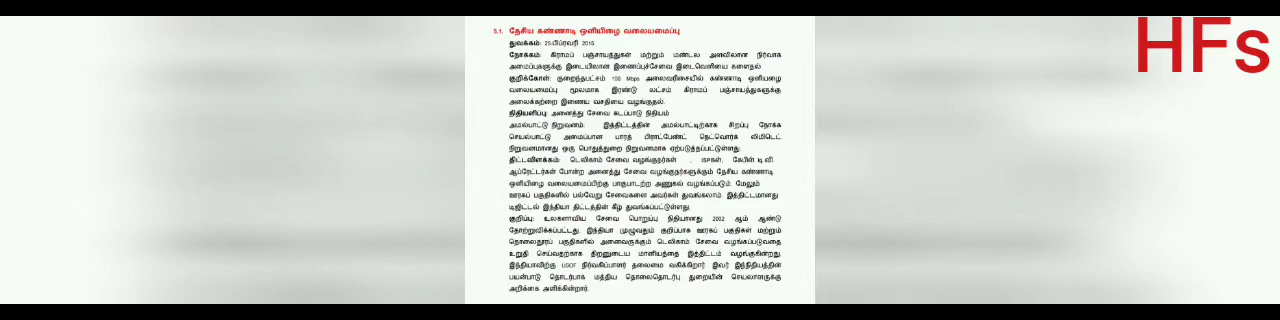 HFs
5.1. தேசிய கண்ணாடி ஒளியிழை வலையமைப்பு
துவக்கம்: 25பிப்ரவரி 2015
நோக்கம்: கிராமப் பஞ்சாயத்துகள் மற்றும் மண்டல அளவிலான நிர்வாக
அமைப்புகளுக்கு இடையிலான இணைப்புச்சேவை இடைவெளியை களைதல்
குறிக்கோள்: குறைந்தபட்சம் 100 Mbps அலைவரிசையில் கண்ணாடி ஒளியழை
வலையமைப்பு மூலமாக இரண்டு லட்சம் கிராமப் பஞ்சாயத்துகளுக்கு
அலைக்கற்றை இணைய வசதியை வழங்குதல்.
நிதியளிப்பு: அனைத்து சேவை கடப்பாடு நிதியம்
அமல்பாட்டு நிறுவனம்: இத்திட்டத்தின் அமல்பாட்டிற்காக சிறப்பு நோக்க
செயல்பாட்டு அமைப்பான பாரத் பிராட்பேண்ட் நெட்வொர்க் லிமிடெட்
நிறுவனமானது ஒரு பொதுத்துறை நிறுவனமாக ஏற்படுத்தப்பட்டுள்ளது.
திட்டவிளக்கம்: டெலிகாம் சேவை வழங்குநர்கள் , ISPகள், கேபிள் டி.வி.
ஆப்ரேட்டர்கள் போன்ற அனைத்து சேவை வழங்குநர்களுக்கும் தேசிய கண்ணாடி
ஒளியிழை வலையமைப்பிற்கு பாகுபாடற்ற அணுகல் வழங்கப்படும். மேலும்
ஊரகப் பகுதிகளில் பல்வேறு சேவைகளை அவர்கள் துவங்கலாம். இத்திட்டமானது
டிஜிட்டல் இந்தியா திட்டத்தின் கீழ் துவங்கப்பட்டுள்ளது.
குறிப்பு: உலகளாவிய சேவை பொறுப்பு நிதியானது 2002 ஆம் ஆண்டு
தோற்றுவிக்கப்பட்டது. இந்தியா முழுவதும் குறிப்பாக ஊரகப் பகுதிகள் மற்றும்
தொலைதூரப் பகுதிகளில் அனைவருக்கும் டெலிகாம் சேவை வழங்கப்படுவதை
உறுதி செய்வதற்காக திறனுடைய மானியத்தை இத்திட்டம் வழங்குகின்றது.
இந்தியாவிற்கு USOF நிர்வகிப்பாளர் தலைமை வகிக்கிறார். இவர் இந்நிதியத்தின்
பயன்பாடு தொடர்பாக மத்திய தொலைதொடர்பு துறையின் செயலாளருக்கு
அறிக்கை அளிக்கின்றார்.